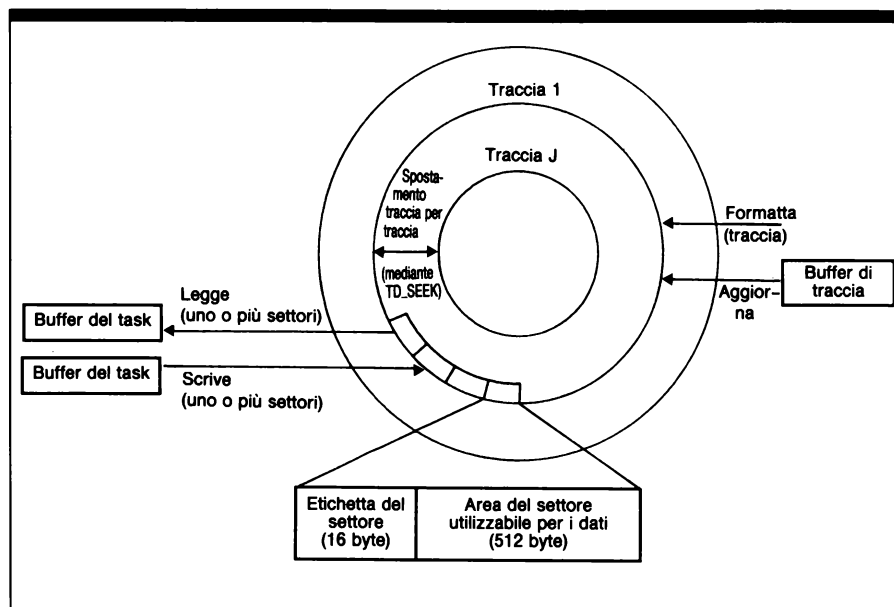 Traccia 1
Traccia J
Sposta-
mento
traccia per
traccia
(mediante
TD_SEEK)
Formatta
(traccia)
Buffer di
traccia
Aggior-
na
Legge
(uno o più settori)
Buffer del task
Buffer del task
Scrive
(uno o più settori)
Etichetta del
settore
(16 byte)
Area del settore
utilizzabile per i dati
(512 byte)